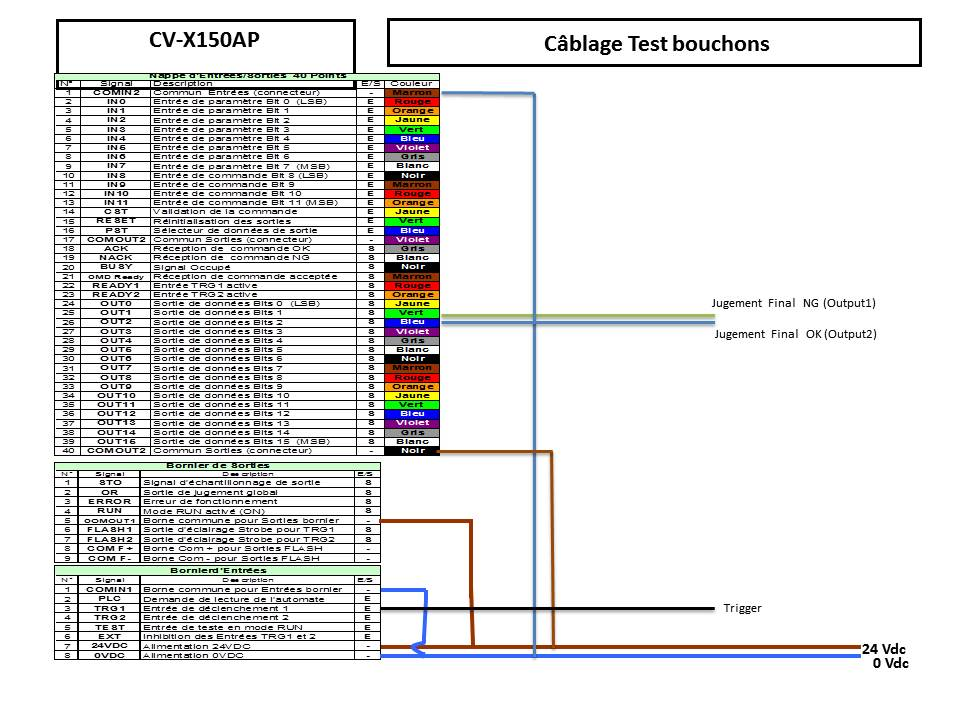 CV-X150AP
Câblage Test bouchons
Nappe d'Entrées/Sorties 40 Points
N° Signal Description E/S Couleur
1 COMIN2 Commun Entrées (connecteur) - Marron
2 IN0 Entrée de paramètre Bit 0 (LSB) E Rouge
3 IN1 Entrée de paramètre Bit 1 E Orange
4 IN2 Entrée de paramètre Bit 2 E Jaune
5 IN3 Entrée de paramètre Bit 3 E Vert
6 IN4 Entrée de paramètre Bit 4 E Bleu
7 IN5 Entrée de paramètre Bit 5 E Violet
8 IN6 Entrée de paramètre Bit 6 E Gris
9 IN7 Entrée de paramètre Bit 7 (MSB) E Blanc
10 IN8 Entrée de commande Bit 8 (LSB) E Noir
11 IN9 Entrée de commande Bit 9 E Marron
12 IN10 Entrée de commande Bit 10 E Rouge
13 IN11 Entrée de commande Bit 11 (MSB) E Orange
14 CST Validation de la commande E Jaune
15 RESET Réinitialisation des sorties E Vert
16 PST Sélecteur de données de sortie E Bleu
17 COMOUT2 Commun Sorties (connecteur) - Violet
18 ACK Réception de commande OK S Gris
19 NACK Réception de commande NG S Blanc
20 BUSY Signal Occupé S Noir
21 CMD Ready Réception de commande acceptée S Marron
22 READY1 Entrée TRG1 active S Rouge
23 READY2 Entrée TRG2 active S Orange
24 OUT0 Sortie de données Bits 0 (LSB) S Jaune
25 OUT1 Sortie de données Bits 1 S Vert
26 OUT2 Sortie de données Bits 2 S Bleu
27 OUT3 Sortie de données Bits 3 S Violet
28 OUT4 Sortie de données Bits 4 S Gris
29 OUT5 Sortie de données Bits 5 S Blanc
30 OUT6 Sortie de données Bits 6 S Noir
31 OUT7 Sortie de données Bits 7 S Marron
32 OUT8 Sortie de données Bits 8 S Rouge
33 OUT9 Sortie de données Bits 9 S Orange
34 OUT10 Sortie de données Bits 10 S Jaune
35 OUT11 Sortie de données Bits 11 S Vert
36 OUT12 Sortie de données Bits 12 S Bleu
37 OUT13 Sortie de données Bits 13 S Violet
38 OUT14 Sortie de données Bits 14 S Gris
39 OUT15 Sortie de données Bits 15 (MSB) S Blanc
40 COMOUT2 Commun Sorties (connecteur) - Noir
Jugement Final NG (Output1)
Jugement Final OK (Output2)
Bornier de Sorties
N° Signal Description E/S
1 STO Signal d'échantillonnage de sortie S
2 OR Sortie de jugement global S
3 ERROR Erreur de fonctionnement S
4 RUN Mode RUN activé (ON) S
5 COMOUT1 Borne commune pour Sorties bornier -
6 FLASH1 Sortie d'éclairage Strobe pour TRG1 S
7 FLASH2 Sortie d'éclairage Strobe pour TRG2 S
8 COM F+ Borne Com + pour Sorties FLASH -
9 COM F- Borne Com - pour Sorties FLASH -
Bornier d'Entrées
N° Signal Description E/S
1 COMIN1 Borne commune pour Entrées bornier -
2 PLC Demande de lecture de l'automate E
3 TRG1 Entrée de déclenchement 1 E
4 TRG2 Entrée de déclenchement 2 E
5 TEST Entrée de teste en mode RUN E
6 EXT Inhibition des Entrées TRG1 et 2 E
7 24VDC Alimentation 24VDC -
8 0VDC Alimentation 0VDC -
Trigger
24 Vdc
0 Vdc